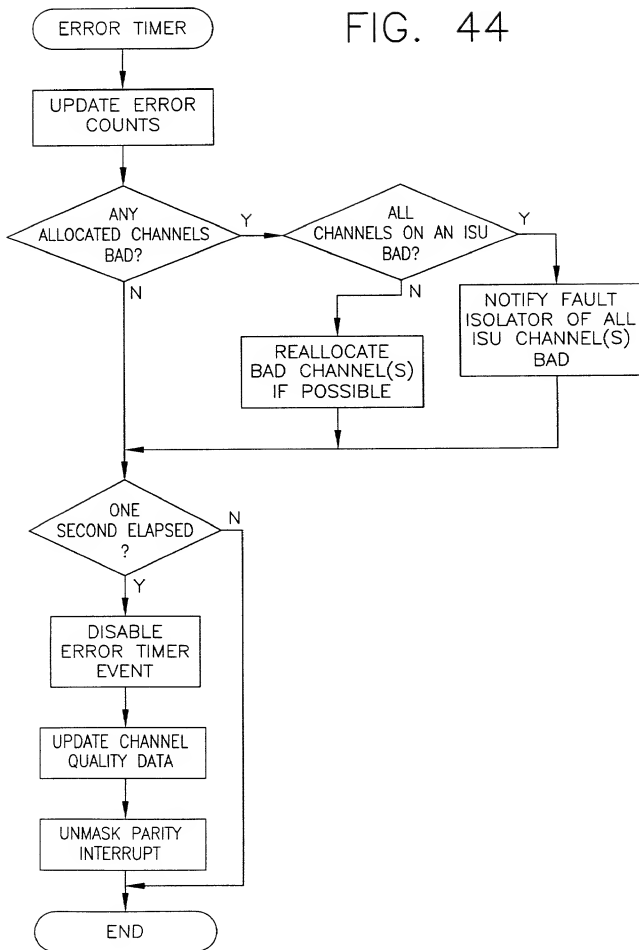 FIG. 44
ERROR TIMER
UPDATE ERROR
COUNTS
ANY
ALLOCATED CHANNELS
BAD?
Y
N
ALL
CHANNELS ON AN ISU
BAD?
Y
N
NOTIFY FAULT
ISOLATOR OF ALL
ISU CHANNEL(S)
BAD
REALLOCATE
BAD CHANNEL(S)
IF POSSIBLE
ONE
SECOND ELAPSED
?
N
Y
DISABLE
ERROR TIMER
EVENT
UPDATE CHANNEL
QUALITY DATA
UNMASK PARITY
INTERRUPT
END